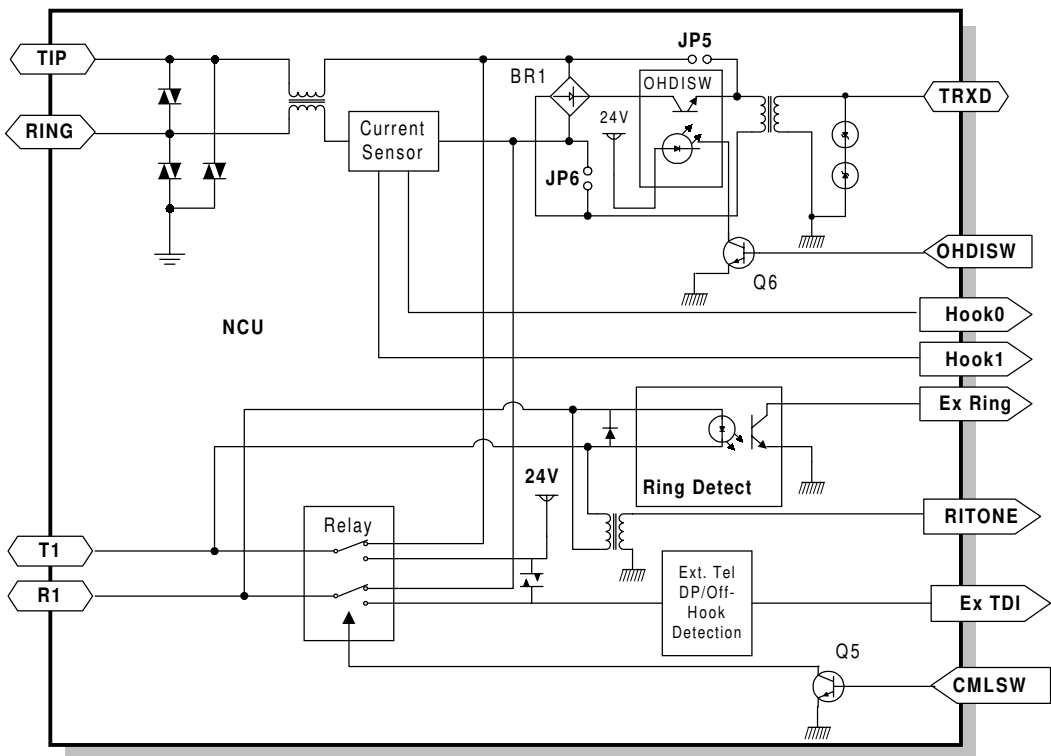 JP5
TIP
BR1
OHDISW
TRXD
24V
RING
Current
Sensor
JP6
OHDISW
Q6
Hook0
NCU
Hook1
Ex Ring
24V
Ring Detect
Relay
RITONE
T1
Ext. Tel
DP/Off-
Hook
Detection
R1
Ex TDI
Q5
CMLSW